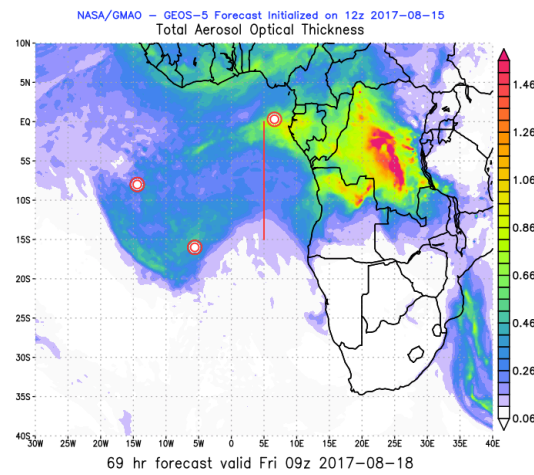 NASA/GMAO - GEOS-5 Forecast Initialized on 12z 2017-08-15
Total Aerosol Optical Thickness
10N
5N
EQ
5S
10S
15S
20S
25S
30S
35S
40S
30W 25W 20W 15W 10W 5W 0 5E 10E 15E 20E 25E 30E 35E 40E
1.46
1.26
1.06
0.86
0.66
0.46
0.26
0.06
69 hr forecast valid Fri 09z 2017-08-18